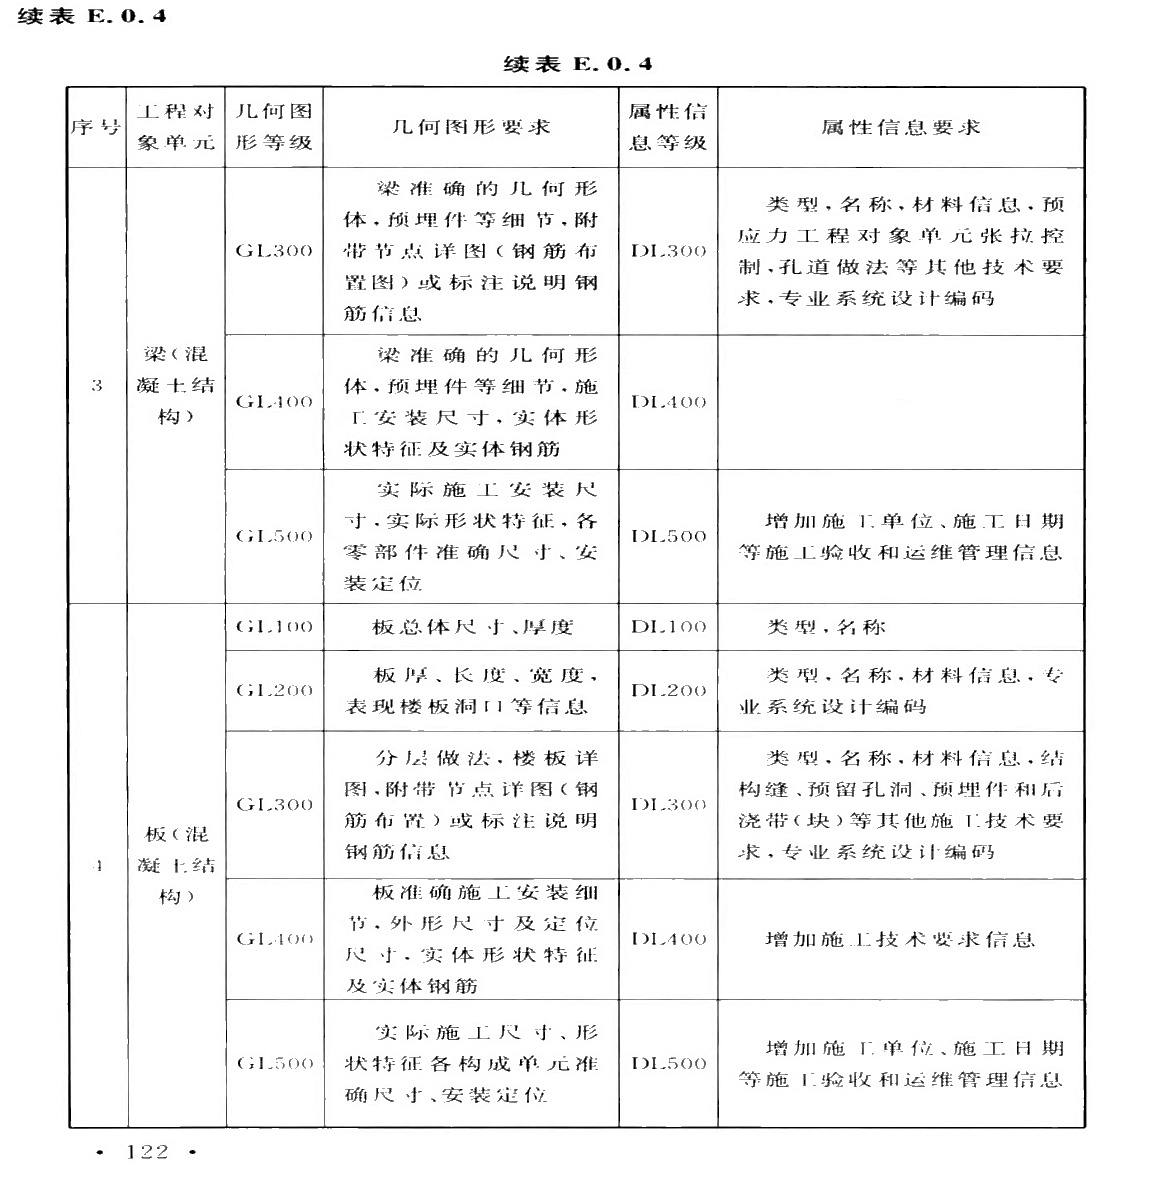 续表 E.0.4
续表 E.0.4
序号
工程对
象单元
几何图
形等级
几何图形要求
属性信
息等级
属性信息要求
3
梁（混
凝土结
构）
GL300
梁准确的几何形
体，预埋件等细节，附
带节点详图（钢筋布
置图）或标注说明钢
筋信息
DL300
类型，名称，材料信息，预
应力工程对象单元张拉控
制，孔道做法等其他技术要
求，专业系统设计编码
GL400
梁准确的几何形
体，预埋件等细节，施
工安装尺寸，实体形
状特征及实体钢筋
DL400
GL500
实际施工安装尺
寸，实际形状特征，各
零部件准确尺寸、安
装定位
DL500
增加施工单位、施工日期
等施工验收和运维管理信息
4
板（混
凝土结
构）
GL100
板总体尺寸、厚度
DL100
类型，名称
GL200
板厚、长度、宽度，
表现楼板洞口等信息
DL200
类型，名称，材料信息，专
业系统设计编码
GL300
分层做法，楼板详
图，附带节点详图（钢
筋布置）或标注说明
钢筋信息
DL300
类型，名称，材料信息，结
构缝、预留孔洞、预埋件和后
浇带（块）等其他施工技术要
求，专业系统设计编码
GL400
板准确施工安装细
节，外形尺寸及定位
尺寸，实体形状特征
及实体钢筋
DL400
增加施工技术要求信息
GL500
实际施工尺寸、形
状特征各构成单元准
确尺寸、安装定位
DL500
增加施工单位、施工日期
等施工验收和运维管理信息
• 122 •